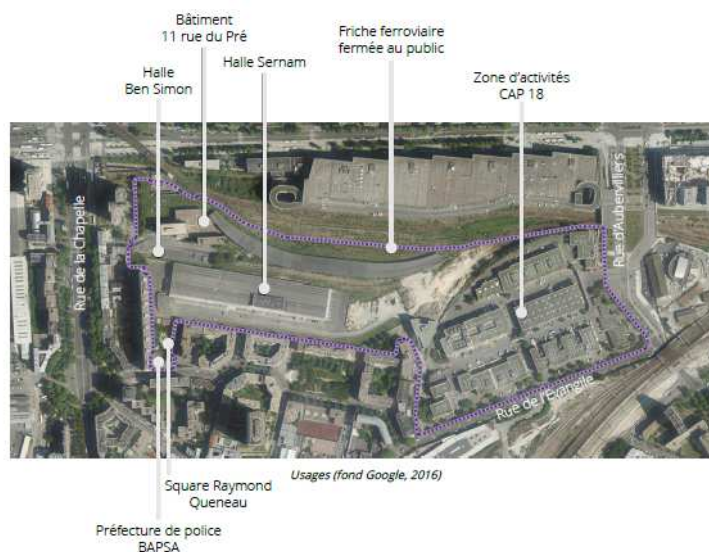 Bâtiment
11 rue du Pré
Halle
Ben Simon
Halle Sernam
Friche ferroviaire
fermée au public
Zone d'activités
CAP 18
Rue de la Chapelle
Rue d'Aubervilliers
Rue de l'Evangile
Usages (fond Google, 2016)
Square Raymond
Queneau
Préfecture de police
BAPSA